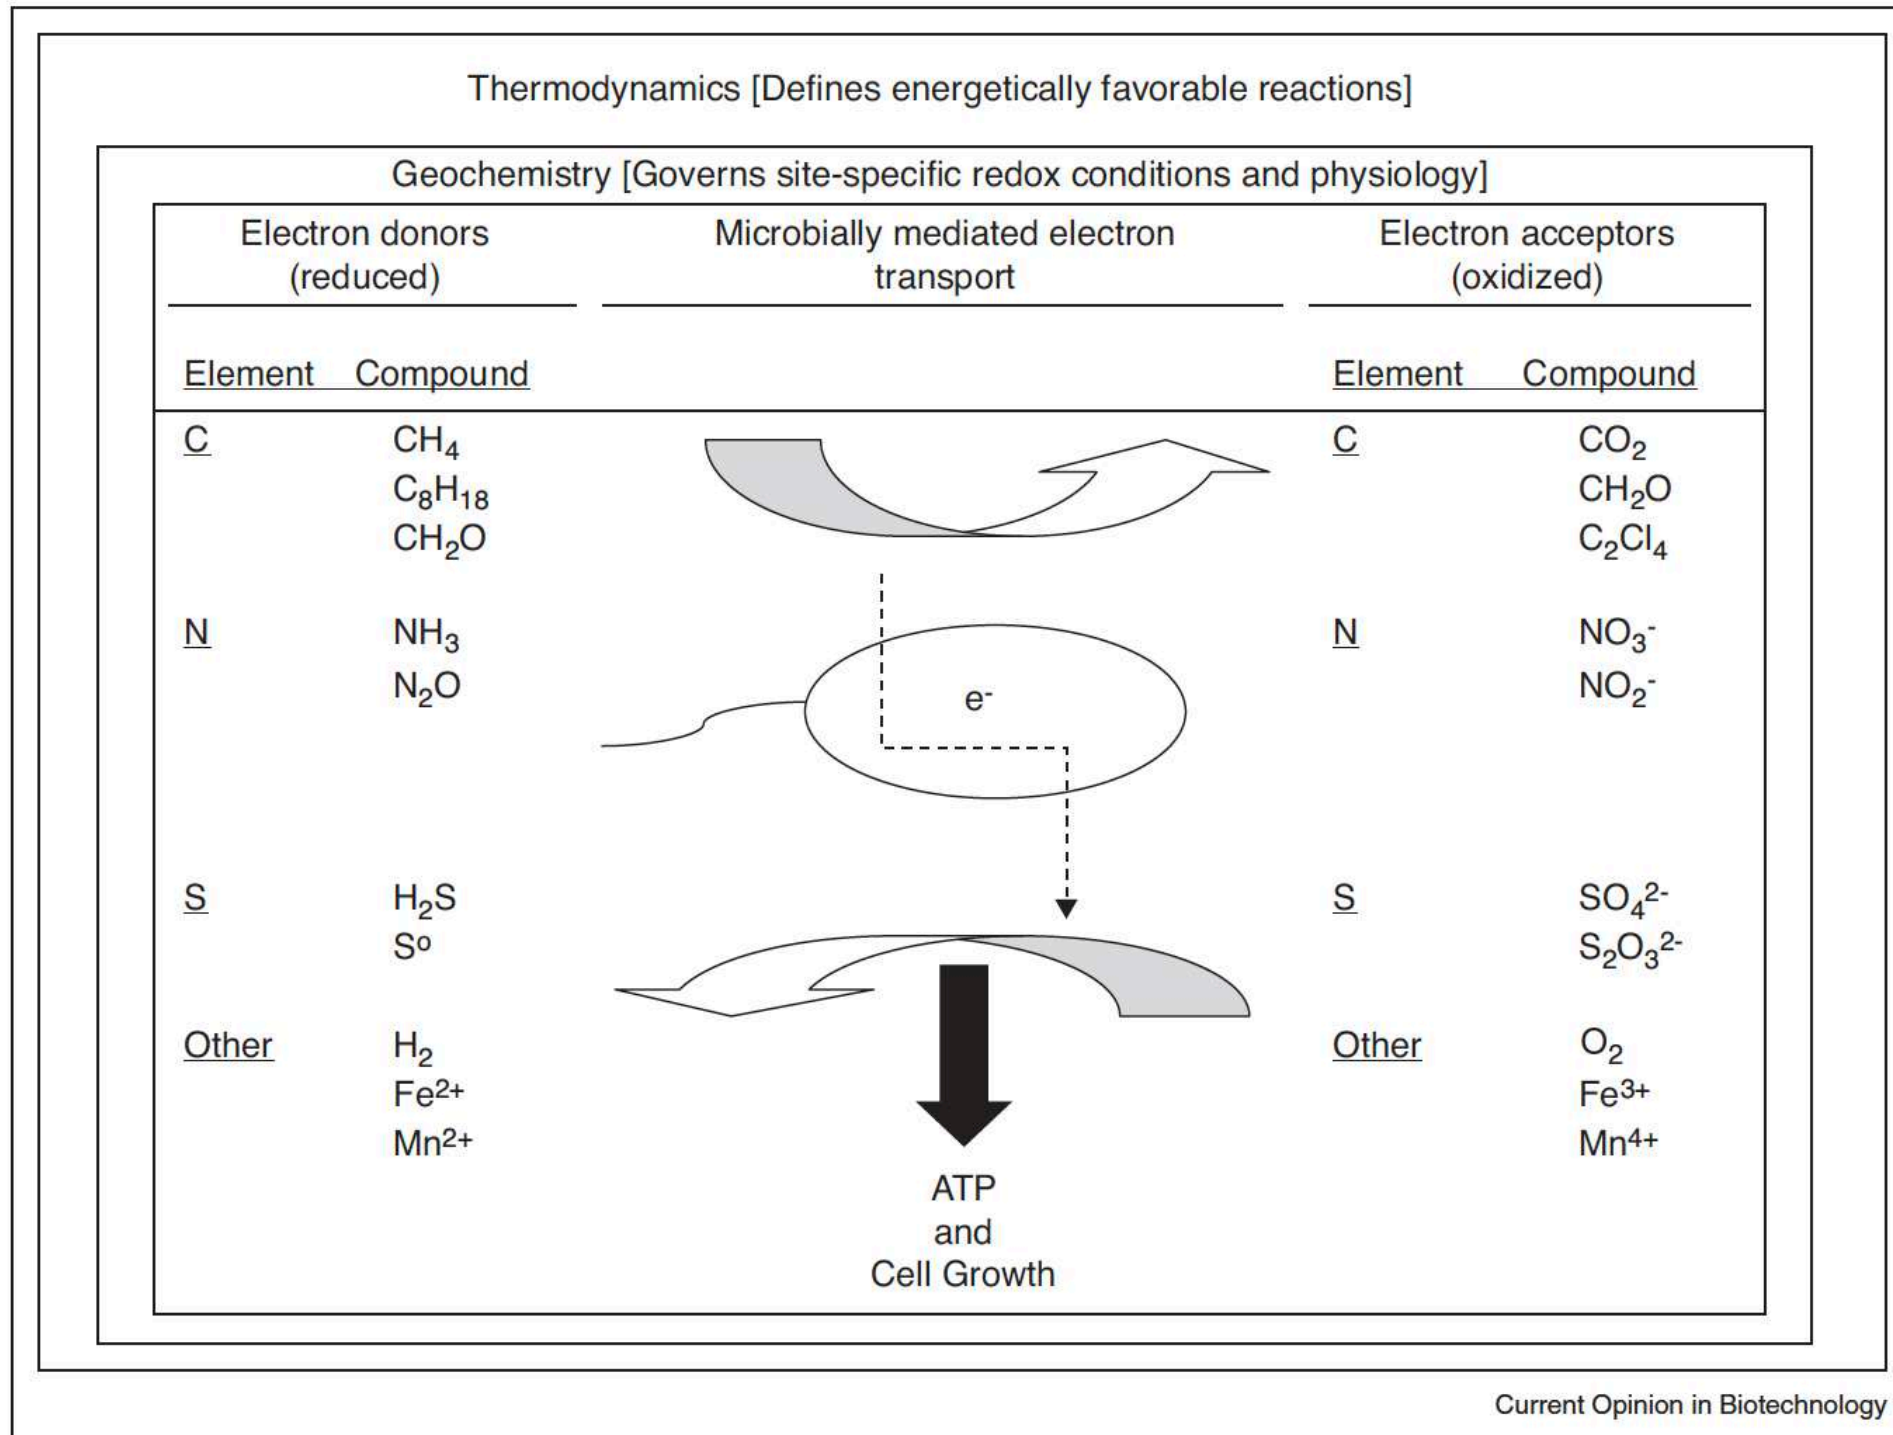 Thermodynamics [Defines energetically favorable reactions]
Geochemistry [Governs site-specific redox conditions and physiology]
Electron donors
(reduced)
Microbially mediated electron
transport
Electron acceptors
(oxidized)
Element Compound
Element Compound
C CH₄
C₈H₁₈
CH₂O
N NH₃
N₂O
S H₂S
Sº
Other H₂
Fe²⁺
Mn²⁺
e⁻
ATP
and
Cell Growth
C CO₂
CH₂O
C₂Cl₄
N NO₃⁻
NO₂⁻
S SO₄²⁻
S₂O₃²⁻
Other O₂
Fe³⁺
Mn⁴⁺
Current Opinion in Biotechnology